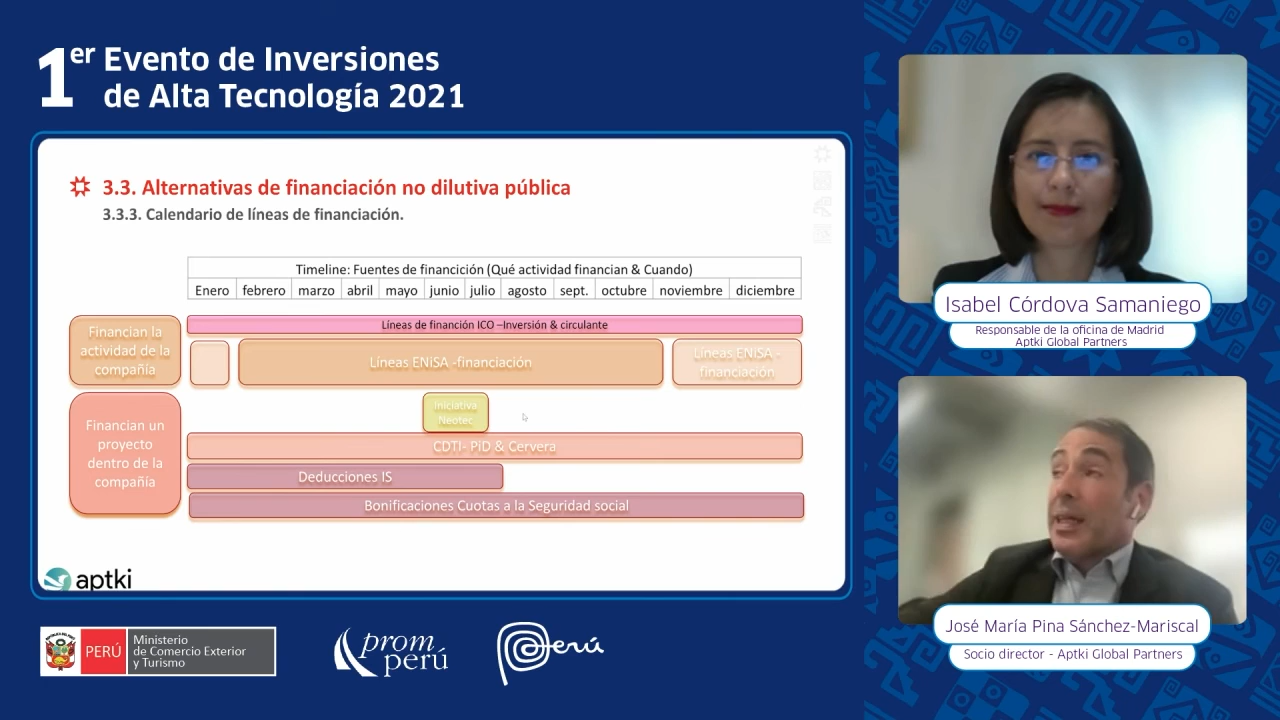 1er Evento de Inversiones
de Alta Tecnología 2021
3.3. Alternativas de financiación no dilutiva pública
3.3.3. Calendario de líneas de financiación.
Timeline: Fuentes de financición (Qué actividad financian & Cuando)
Enero febrero marzo abril mayo junio julio agosto sept. octubre noviembre diciembre
Financian la
actividad de la
compañía
Líneas de financión ICO –Inversión & circulante
Líneas ENiSA -financiación
Líneas ENISA -
financiación
Financian un
proyecto
dentro de la
compañía
Iniciativa
Neotec
CDTI- PiD & Cervera
Deducciones IS
Bonificaciones Cuotas a la Seguridad social
aptki
PERÚ
Ministerio
de Comercio Exterior
y Turismo
prom
perú
Perú
Isabel Córdova Samaniego
Responsable de la oficina de Madrid
Aptki Global Partners
José María Pina Sánchez-Mariscal
Socio director - Aptki Global Partners